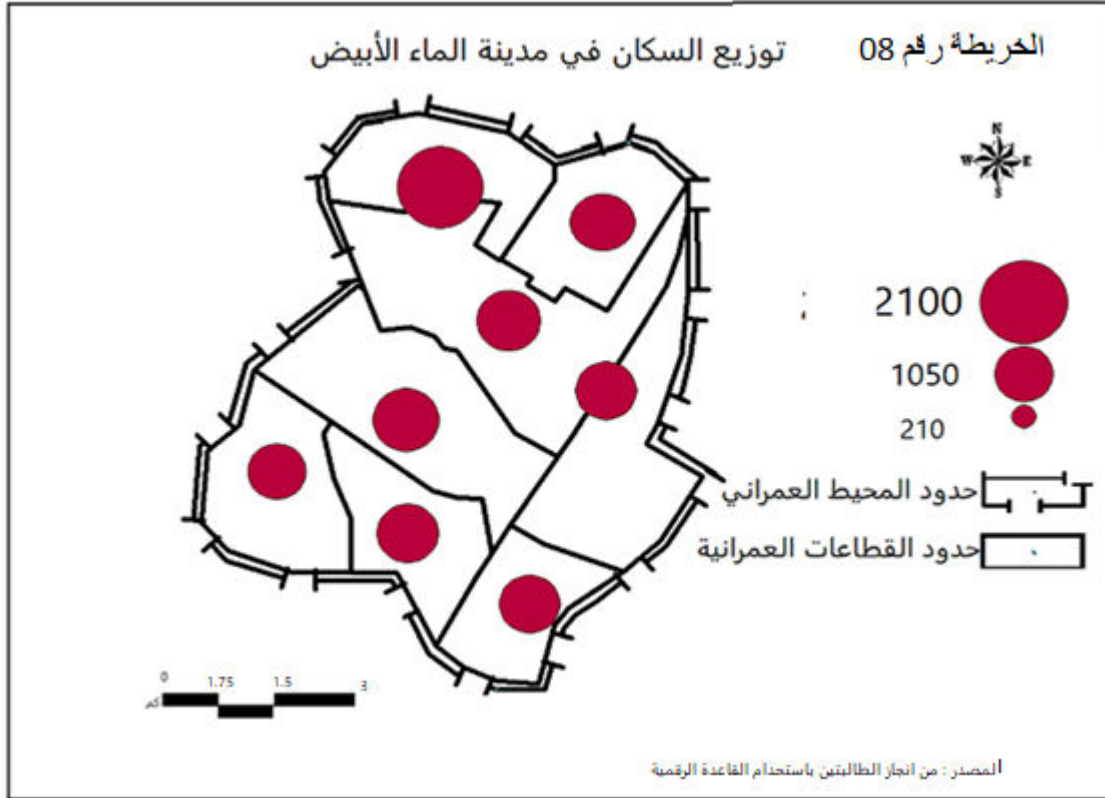 الخريطة رقم 08
توزيع السكان في مدينة الماء الأبيض
N
W E
S
2100
1050
210
حدود المحيط العمراني
حدود القطاعات العمرانية
0 1.75 1.5 3
كم
المصدر : من انجاز الطالبتين باستخدام القاعدة الرقمية